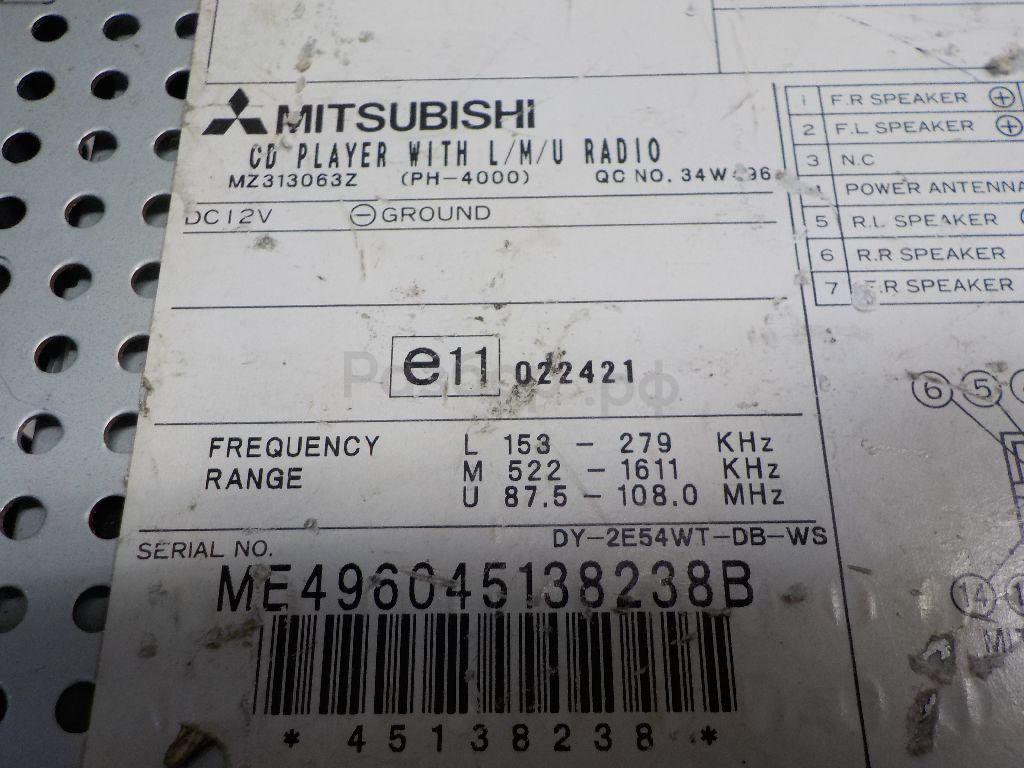 MITSUBISHI
CD PLAYER WITH L/M/U RADIO
MZ313063Z (PH-4000) QC NO.
DC12V ⊖ GROUND
e11 022421
FREQUENCY RANGE
L 153 - 279 KHz
M 522 - 1611 KHz
U 87.5 - 108.0 MHz
DY-2E54WT-DB-WS
SERIAL NO.
ME496045138238B
* 45138238 *
1 F.R SPEAKER ⊕
2 F.L SPEAKER ⊕
3 N.C
4 POWER ANTENNA
5 R.L SPEAKER
6 R.R SPEAKER
7 F.R SPEAKER
6 5
14